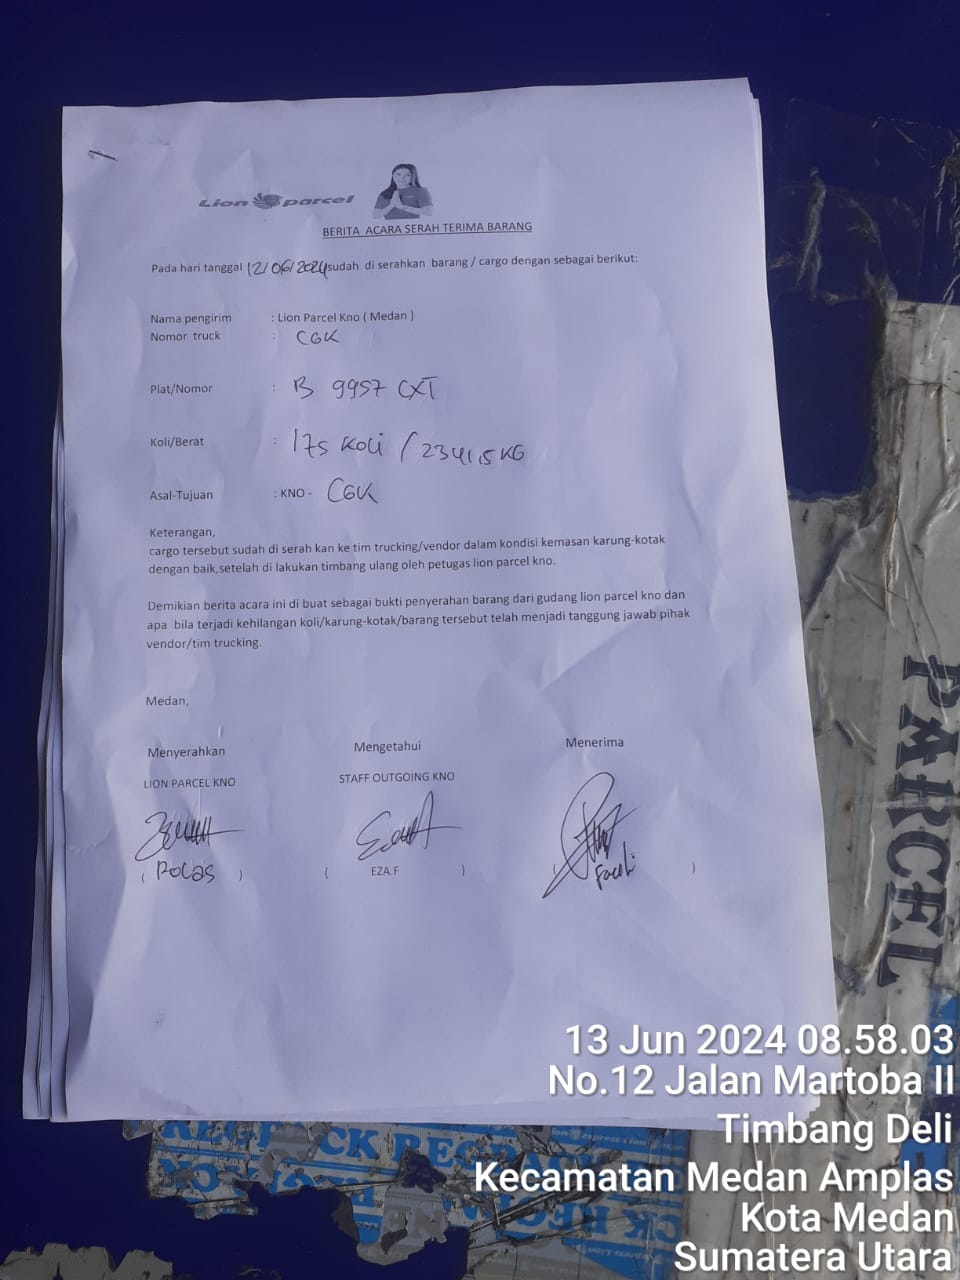 Lion parcel
BERITA ACARA SERAH TERIMA BARANG
Pada hari tanggal 12/06/2024 sudah di serahkan barang / cargo dengan sebagai berikut:
Nama pengirim : Lion Parcel Kno ( Medan )
Nomor truck : CGK
Plat/Nomor : B 9957 CXT
Koli/Berat : 175 Koli / 2341,5 KG
Asal-Tujuan : KNO - CGK
Keterangan,
cargo tersebut sudah di serah kan ke tim trucking/vendor dalam kondisi kemasan karung-kotak
dengan baik,setelah di lakukan timbang ulang oleh petugas lion parcel kno.
Demikian berita acara ini di buat sebagai bukti penyerahan barang dari gudang lion parcel kno dan
apa bila terjadi kehilangan koli/karung-kotak/barang tersebut telah menjadi tanggung jawab pihak
vendor/tim trucking.
Medan,
Menyerahkan Mengetahui Menerima
LION PARCEL KNO STAFF OUTGOING KNO
( Rolas ) ( EZA.F ) )
PARCEL
13 Jun 2024 08.58.03
No.12 Jalan Martoba II
Timbang Deli
Kecamatan Medan Amplas
Kota Medan
Sumatera Utara